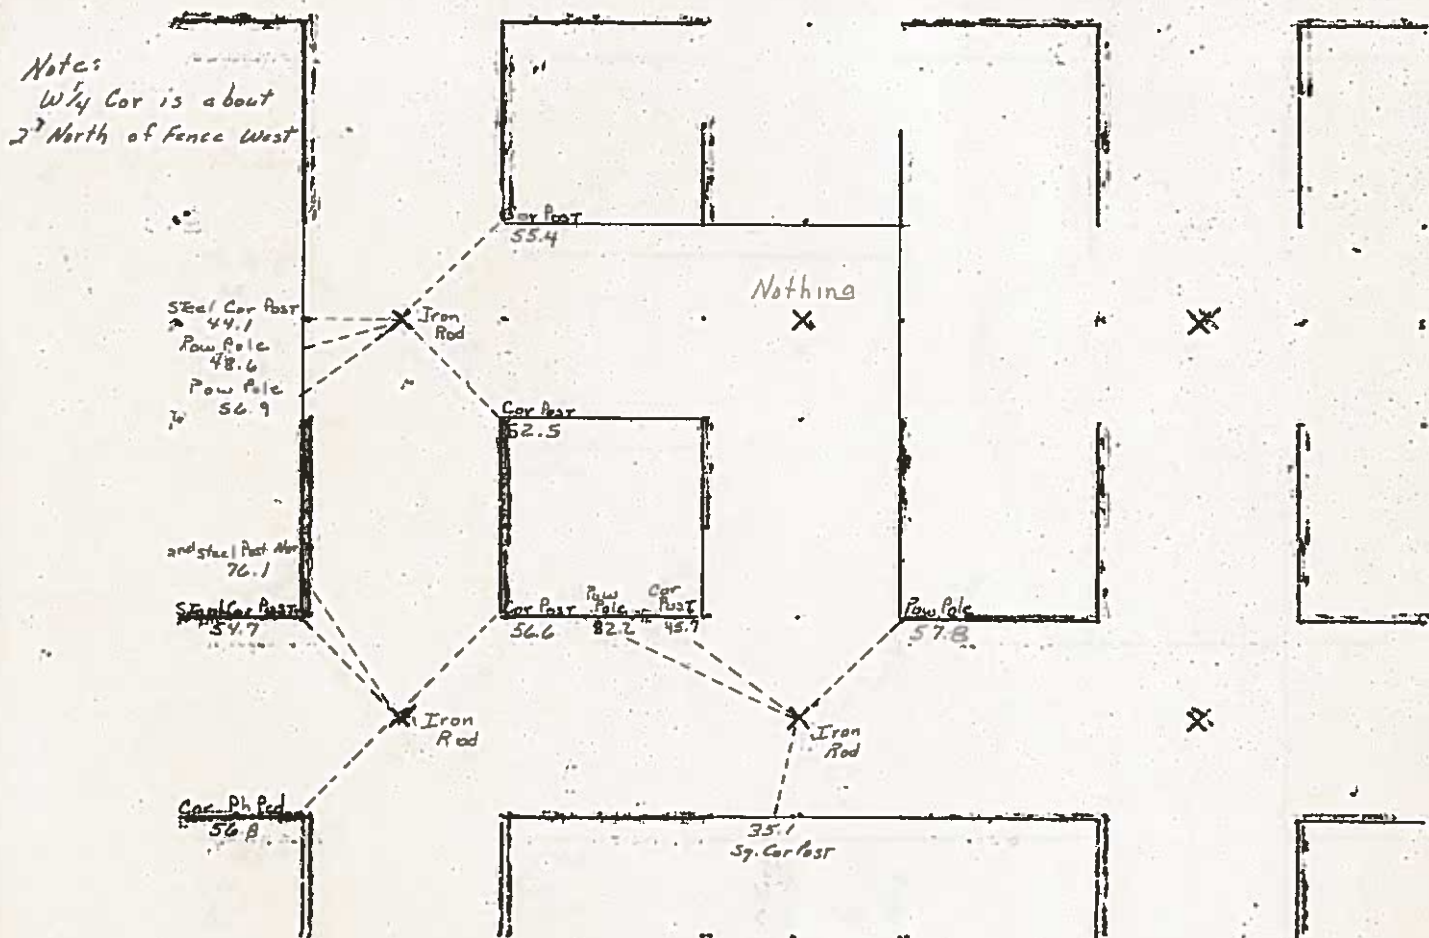 Note:
W 1/4 Cor is about
2' North of Fence West
Cor Post
55.4
Nothing
Steel Cor Post
44.1
Pow Pole
48.6
Pow Pole
56.9
Iron
Rod
Cor Post
52.5
2nd Steel Post Nor
76.1
Steel Cor Post
54.7
Cor Post
56.6
Pow
Pole
82.2
Cor
Post
45.7
Pow Pole
57.8
Iron
Rod
Iron
Rod
Cor Ph Ped
56.8
35.1
Sq. Cor Post